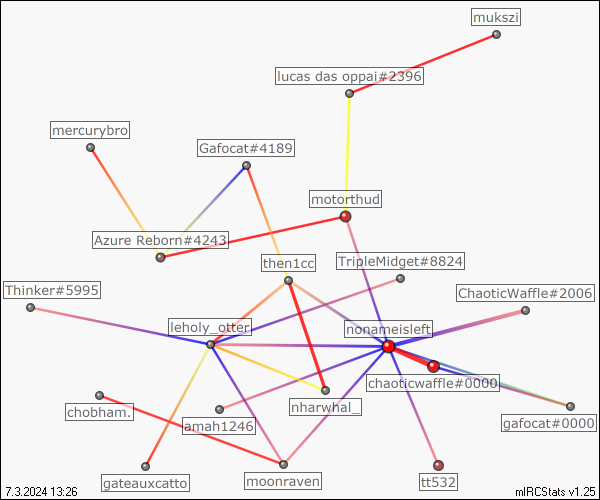 mukszi
lucas das oppai#2396
mercurybro
Gafocat#4189
motorthud
Azure Reborn#4243
then1cc
TripleMidget#8824
Thinker#5995
ChaoticWaffle#2006
leholy_otter
nonameisleft
chaoticwaffle#0000
nharwhal_
chobham.
amah1246
gafocat#0000
gateauxcatto
moonraven
tt532
7.3.2024 13:26
mIRCStats v1.25